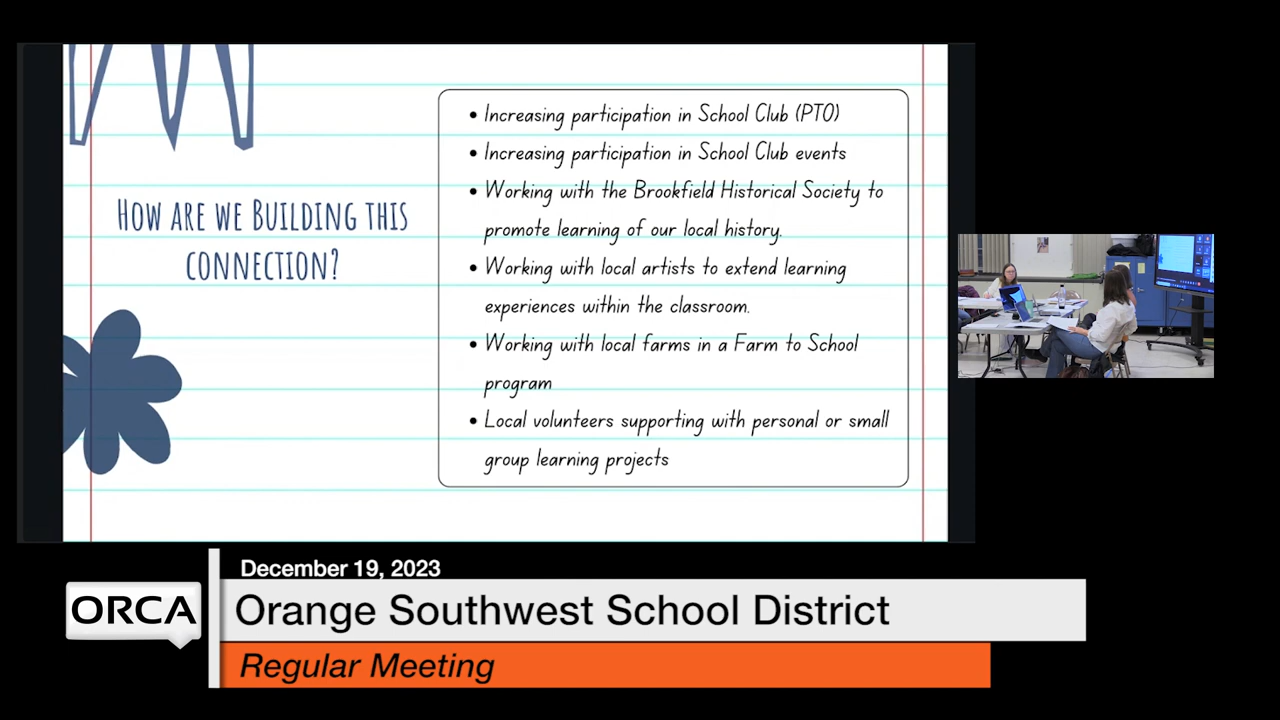 How are we Building this
connection?
• Increasing participation in School Club (PTO)
• Increasing participation in School Club events
• Working with the Brookfield Historical Society to
promote learning of our local history.
• Working with local artists to extend learning
experiences within the classroom.
• Working with local farms in a Farm to School
program
• Local volunteers supporting with personal or small
group learning projects
December 19, 2023
ORCA
Orange Southwest School District
Regular Meeting